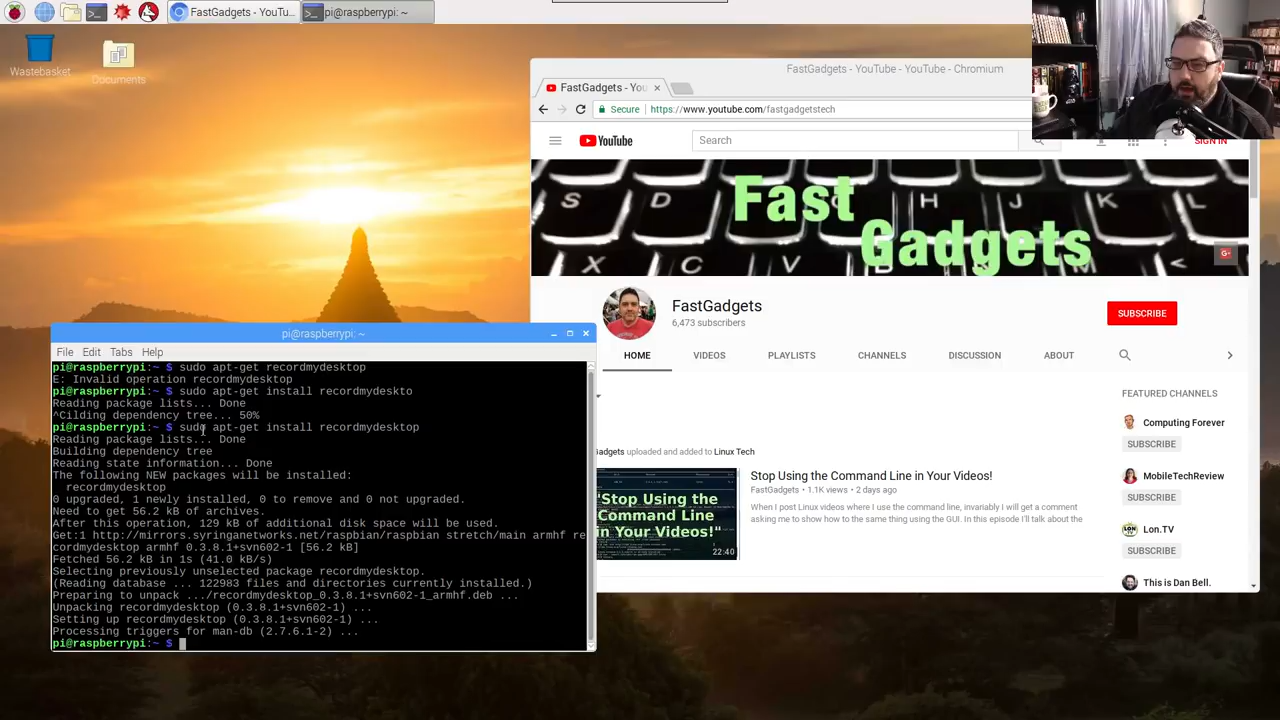 FastGadgets - YouTu...
pi@raspberrypi: ~
Wastebasket
Documents
FastGadgets - YouTube - YouTube - Chromium
FastGadgets - You
Secure
https://www.youtube.com/fastgadgetstech
YouTube
Search
SIGN IN
S D H J K
X C V
Fast
Gadgets
G+
FastGadgets
6,473 subscribers
SUBSCRIBE
HOME VIDEOS PLAYLISTS CHANNELS DISCUSSION ABOUT
FEATURED CHANNELS
Computing Forever
SUBSCRIBE
MobileTechReview
SUBSCRIBE
Lon.TV
SUBSCRIBE
This is Dan Bell.
Gadgets uploaded and added to Linux Tech
"Stop Using the
Command Line
in Your Videos!"
22:40
Stop Using the Command Line in Your Videos!
FastGadgets • 1.1K views • 2 days ago
When I post Linux videos where I use the command line, invariably I will get a comment
asking me to show how to the same thing using the GUI. In this episode I'll talk about the
pi@raspberrypi: ~
File Edit Tabs Help
pi@raspberrypi:~ $ sudo apt-get recordmydesktop
E: Invalid operation recordmydesktop
pi@raspberrypi:~ $ sudo apt-get install recordmydeskto
Reading package lists... Done
^Cilding dependency tree... 50%
pi@raspberrypi:~ $ sudo apt-get install recordmydesktop
Reading package lists... Done
Building dependency tree
Reading state information... Done
The following NEW packages will be installed:
recordmydesktop
0 upgraded, 1 newly installed, 0 to remove and 0 not upgraded.
Need to get 56.2 kB of archives.
After this operation, 129 kB of additional disk space will be used.
Get:1 http://mirrors.syringanetworks.net/raspbian/raspbian stretch/main armhf re
cordmydesktop armhf 0.3.8.1+svn602-1 [56.2 kB]
Fetched 56.2 kB in 1s (41.0 kB/s)
Selecting previously unselected package recordmydesktop.
(Reading database ... 122983 files and directories currently installed.)
Preparing to unpack .../recordmydesktop_0.3.8.1+svn602-1_armhf.deb ...
Unpacking recordmydesktop (0.3.8.1+svn602-1) ...
Setting up recordmydesktop (0.3.8.1+svn602-1) ...
Processing triggers for man-db (2.7.6.1-2) ...
pi@raspberrypi:~ $